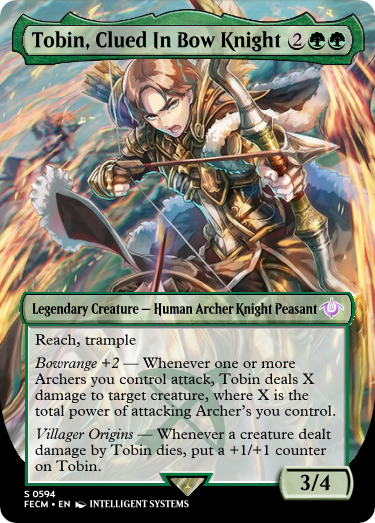 Tobin, Clued In Bow Knight 2
Legendary Creature — Human Archer Knight Peasant
Reach, trample
Bowrange +2 — Whenever one or more
Archers you control attack, Tobin deals X
damage to target creature, where X is the
total power of attacking Archer's you control.
Villager Origins — Whenever a creature dealt
damage by Tobin dies, put a +1/+1 counter
on Tobin.
3/4
S 0594
FECM • EN INTELLIGENT SYSTEMS